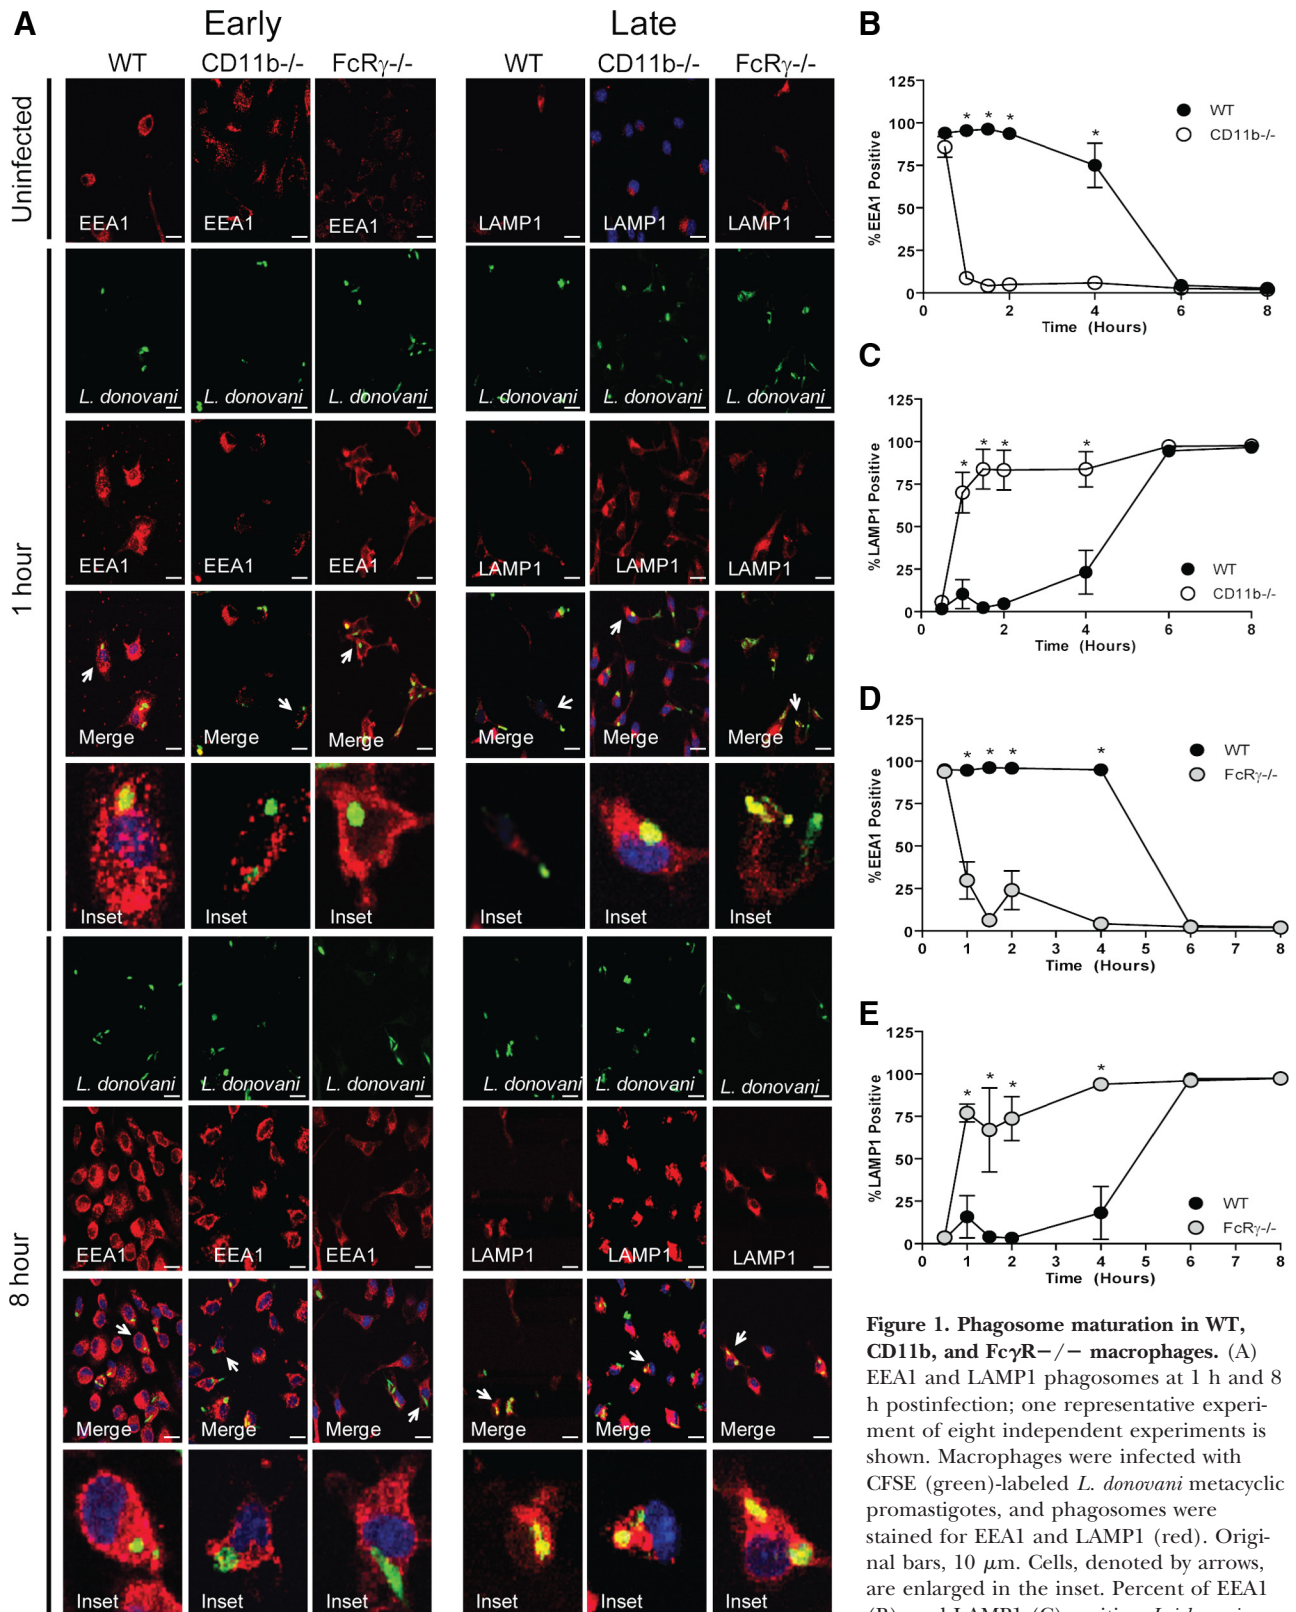 A
Early
Late
WT CD11b-/- FcRγ-/- WT CD11b-/- FcRγ-/-
Uninfected
EEA1 EEA1 EEA1 LAMP1 LAMP1 LAMP1
1 hour
L. donovani L. donovani L. donovani L. donovani L. donovani L. donovani
EEA1 EEA1 EEA1 LAMP1 LAMP1 LAMP1
Merge Merge Merge Merge Merge Merge
Inset Inset Inset Inset Inset Inset
8 hour
L. donovani L. donovani L. donovani L. donovani L. donovani L. donovani
EEA1 EEA1 EEA1 LAMP1 LAMP1 LAMP1
Merge Merge Merge Merge Merge Merge
Inset Inset Inset Inset Inset Inset
B
% EEA1 Positive
125
100
75
50
25
0
* * * *
WT
CD11b-/-
0 2 4 6 8
Time (Hours)
C
% LAMP1 Positive
125
100
75
50
25
0
* * * *
WT
CD11b-/-
0 2 4 6 8
Time (Hours)
D
% EEA1 Positive
125
100
75
50
25
0
* * * *
WT
FcRγ-/-
0 1 2 3 4 5 6 7 8
Time (Hours)
E
% LAMP1 Positive
125
100
75
50
25
0
* * * *
WT
FcRγ-/-
0 1 2 3 4 5 6 7 8
Time (Hours)
Figure 1. Phagosome maturation in WT,
CD11b, and FcγR−/− macrophages. (A)
EEA1 and LAMP1 phagosomes at 1 h and 8
h postinfection; one representative experi-
ment of eight independent experiments is
shown. Macrophages were infected with
CFSE (green)-labeled L. donovani metacyclic
promastigotes, and phagosomes were
stained for EEA1 and LAMP1 (red). Origi-
nal bars, 10 μm. Cells, denoted by arrows,
are enlarged in the inset. Percent of EEA1